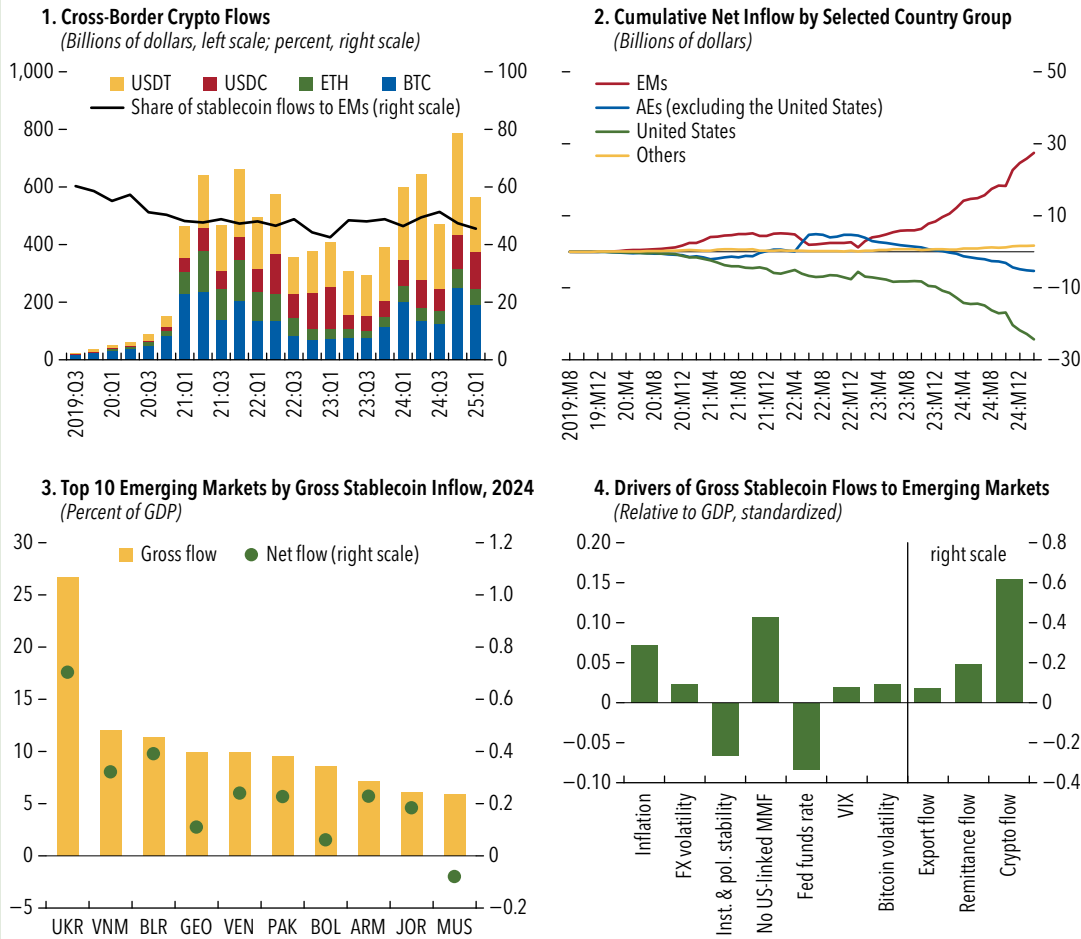 1. Cross-Border Crypto Flows
(Billions of dollars, left scale; percent, right scale)
1,000
800
600
400
200
0
100
80
60
40
20
0
USDT USDC ETH BTC
Share of stablecoin flows to EMs (right scale)
2019:Q3
20:Q1
20:Q3
21:Q1
21:Q3
22:Q1
22:Q3
23:Q1
23:Q3
24:Q1
24:Q3
25:Q1
2. Cumulative Net Inflow by Selected Country Group
(Billions of dollars)
EMs
AEs (excluding the United States)
United States
Others
50
30
10
−10
−30
2019:M8
19:M12
20:M4
20:M8
20:M12
21:M4
21:M8
21:M12
22:M4
22:M8
22:M12
23:M4
23:M8
23:M12
24:M4
24:M8
24:M12
3. Top 10 Emerging Markets by Gross Stablecoin Inflow, 2024
(Percent of GDP)
30
25
20
15
10
5
0
−5
Gross flow Net flow (right scale)
1.2
1.0
0.8
0.6
0.4
0.2
0
−0.2
UKR VNM BLR GEO VEN PAK BOL ARM JOR MUS
4. Drivers of Gross Stablecoin Flows to Emerging Markets
(Relative to GDP, standardized)
0.20
0.15
0.10
0.05
0
−0.05
−0.10
right scale
0.8
0.6
0.4
0.2
0
−0.2
−0.4
Inflation
FX volatility
Inst. & pol. stability
No US-linked MMF
Fed funds rate
VIX
Bitcoin volatility
Export flow
Remittance flow
Crypto flow